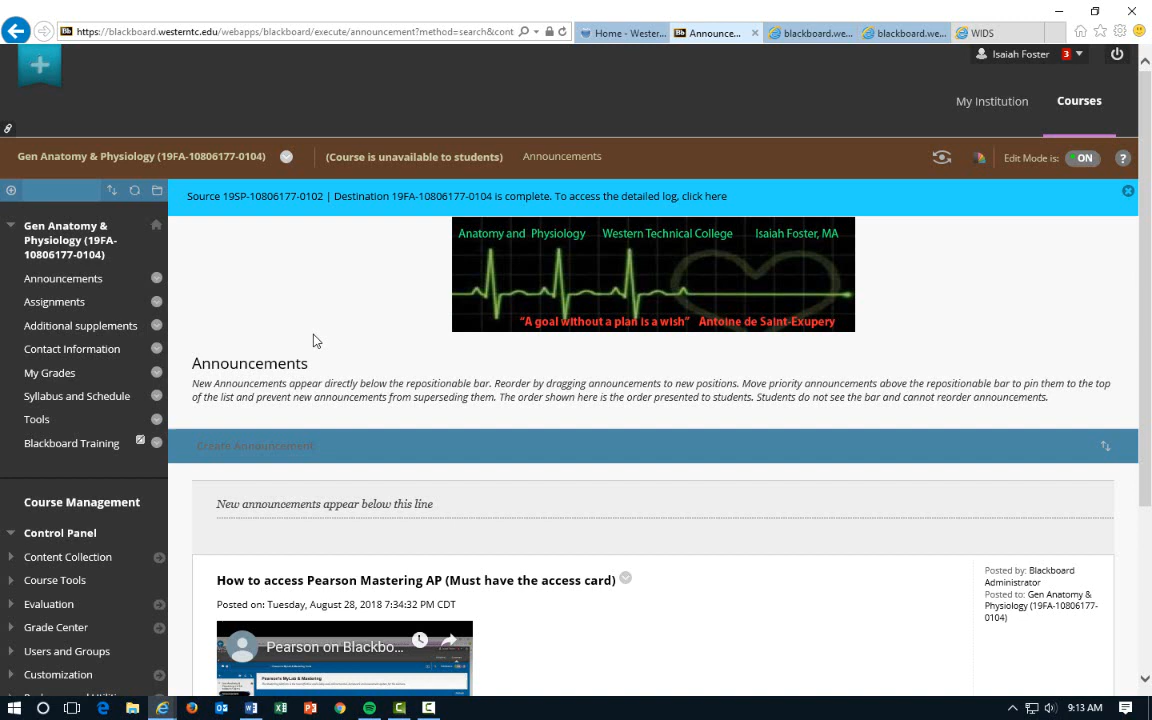 https://blackboard.westerntc.edu/webapps/blackboard/execute/announcement?method=search&cont
Home - Wester...
Bb Announce...
blackboard.we...
blackboard.we...
WIDS
Isaiah Foster 3
My Institution
Courses
Gen Anatomy & Physiology (19FA-10806177-0104)
(Course is unavailable to students)
Announcements
Edit Mode is: ON ?
Source 19SP-10806177-0102 | Destination 19FA-10806177-0104 is complete. To access the detailed log, click here
Gen Anatomy &
Physiology (19FA-
10806177-0104)
Announcements
Assignments
Additional supplements
Contact Information
My Grades
Syllabus and Schedule
Tools
Blackboard Training
Course Management
Control Panel
Content Collection
Course Tools
Evaluation
Grade Center
Users and Groups
Customization
Anatomy and Physiology Western Technical College Isaiah Foster, MA
"A goal without a plan is a wish" Antoine de Saint-Exupery
Announcements
New Announcements appear directly below the repositionable bar. Reorder by dragging announcements to new positions. Move priority announcements above the repositionable bar to pin them to the top
of the list and prevent new announcements from superseding them. The order shown here is the order presented to students. Students do not see the bar and cannot reorder announcements.
Create Announcement
New announcements appear below this line
How to access Pearson Mastering AP (Must have the access card)
Posted on: Tuesday, August 28, 2018 7:34:32 PM CDT
Pearson on Blackbo...
Pearson's MyLab & Mastering
Posted by: Blackboard
Administrator
Posted to: Gen Anatomy &
Physiology (19FA-10806177-
0104)
9:13 AM